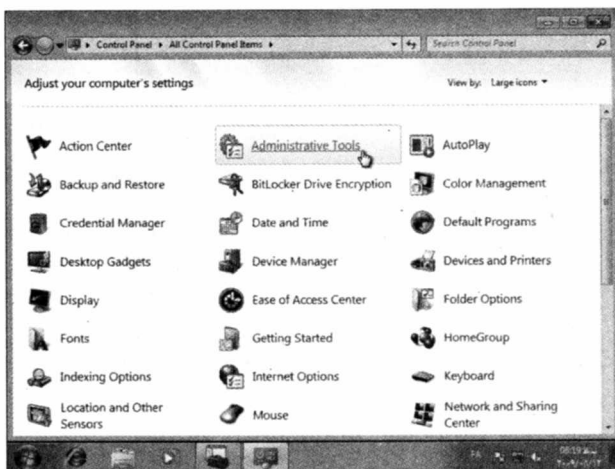 Control Panel ▸ All Control Panel Items ▸
Search Control Panel
Adjust your computer's settings
View by: Large icons
Action Center
Administrative Tools
AutoPlay
Backup and Restore
BitLocker Drive Encryption
Color Management
Credential Manager
Date and Time
Default Programs
Desktop Gadgets
Device Manager
Devices and Printers
Display
Ease of Access Center
Folder Options
Fonts
Getting Started
HomeGroup
Indexing Options
Internet Options
Keyboard
Location and Other
Sensors
Mouse
Network and Sharing
Center
FA